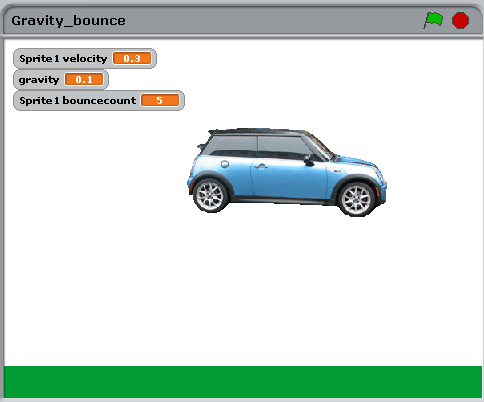 Gravity_bounce
Sprite1 velocity 0.3
gravity 0.1
Sprite1 bouncecount 5